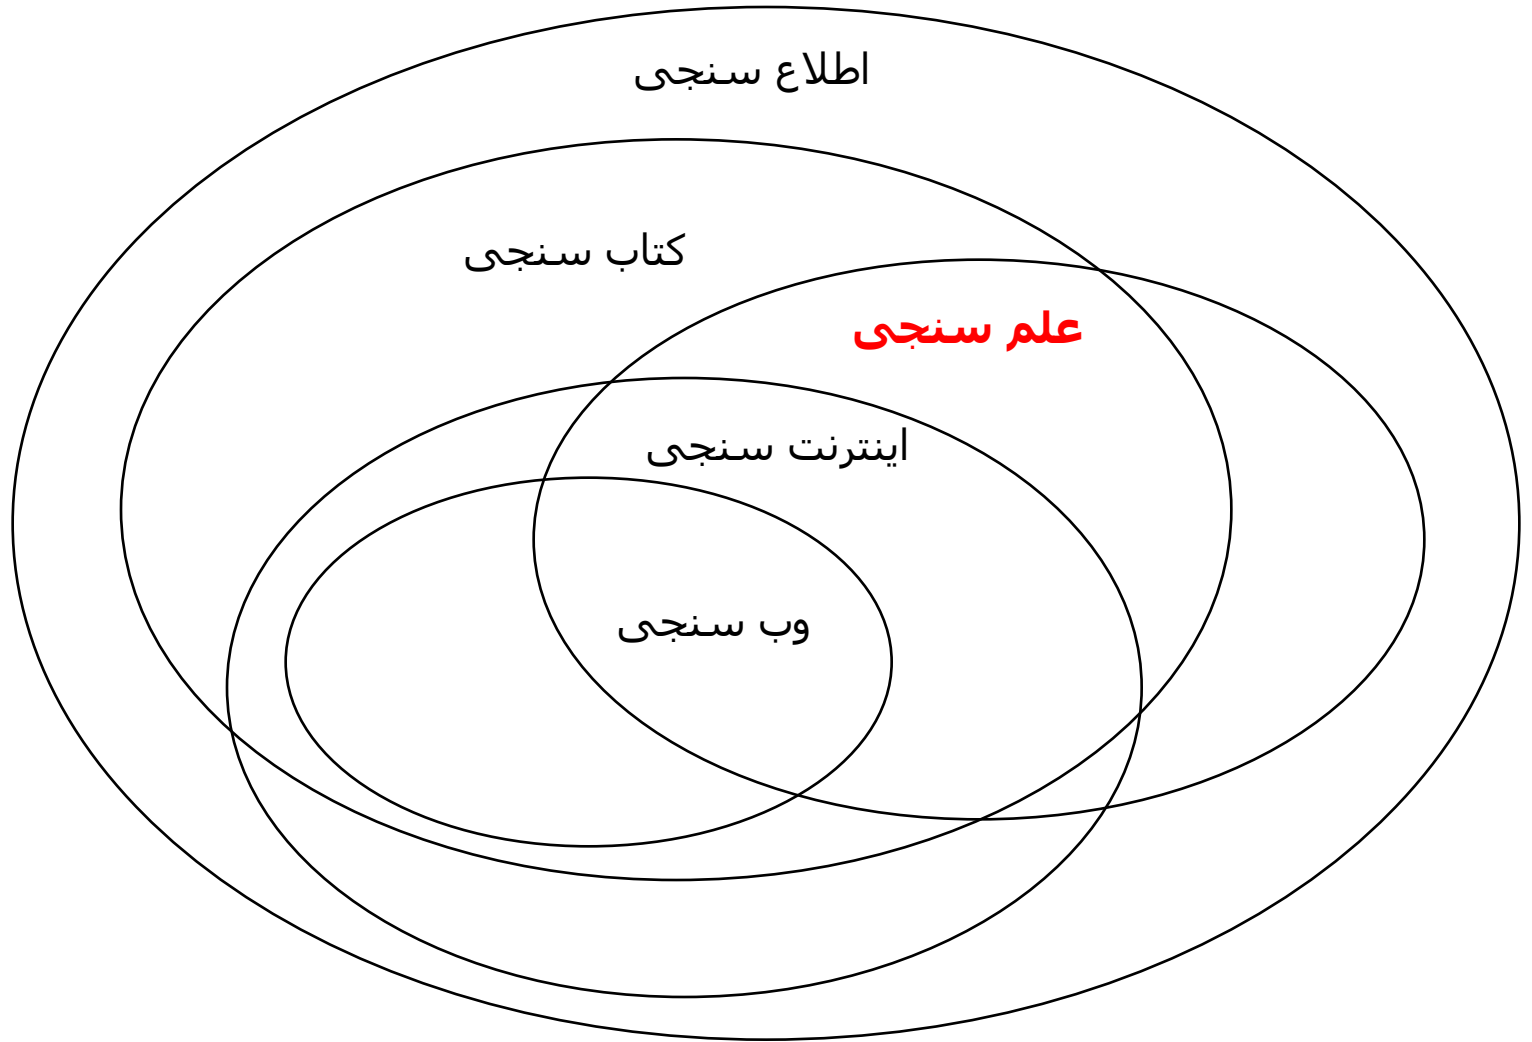 اطلاع سنجی
کتاب سنجی
علم سنجی
اینترنت سنجی
وب سنجی